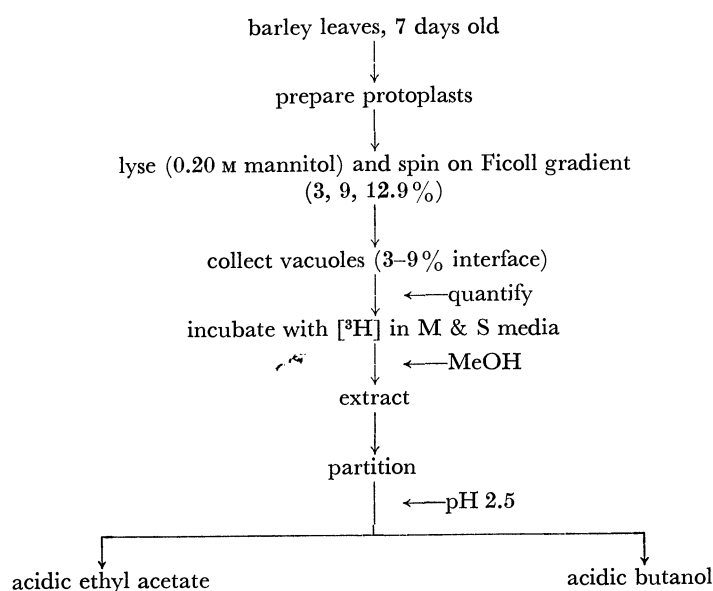 barley leaves, 7 days old
prepare protoplasts
lyse (0.20 M mannitol) and spin on Ficoll gradient
(3, 9, 12.9%)
collect vacuoles (3–9% interface)
quantify
incubate with [³H] in M & S media
MeOH
extract
partition
pH 2.5
acidic ethyl acetate
acidic butanol